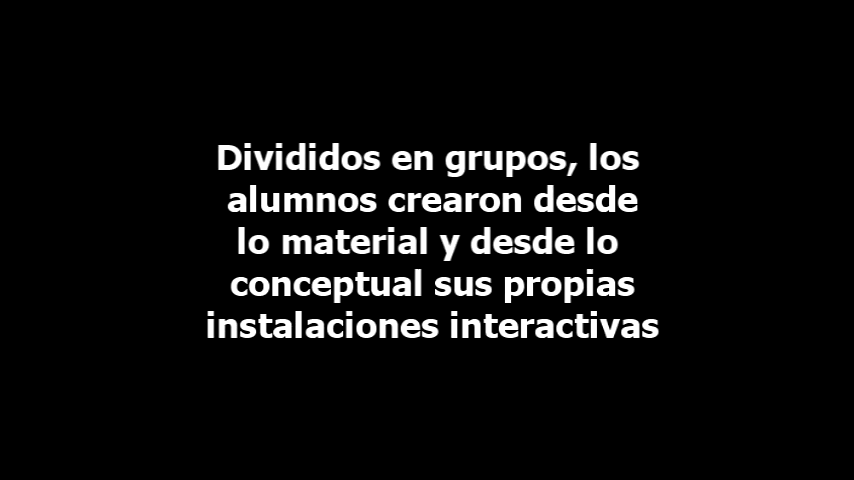 Divididos en grupos, los
alumnos crearon desde
lo material y desde lo
conceptual sus propias
instalaciones interactivas